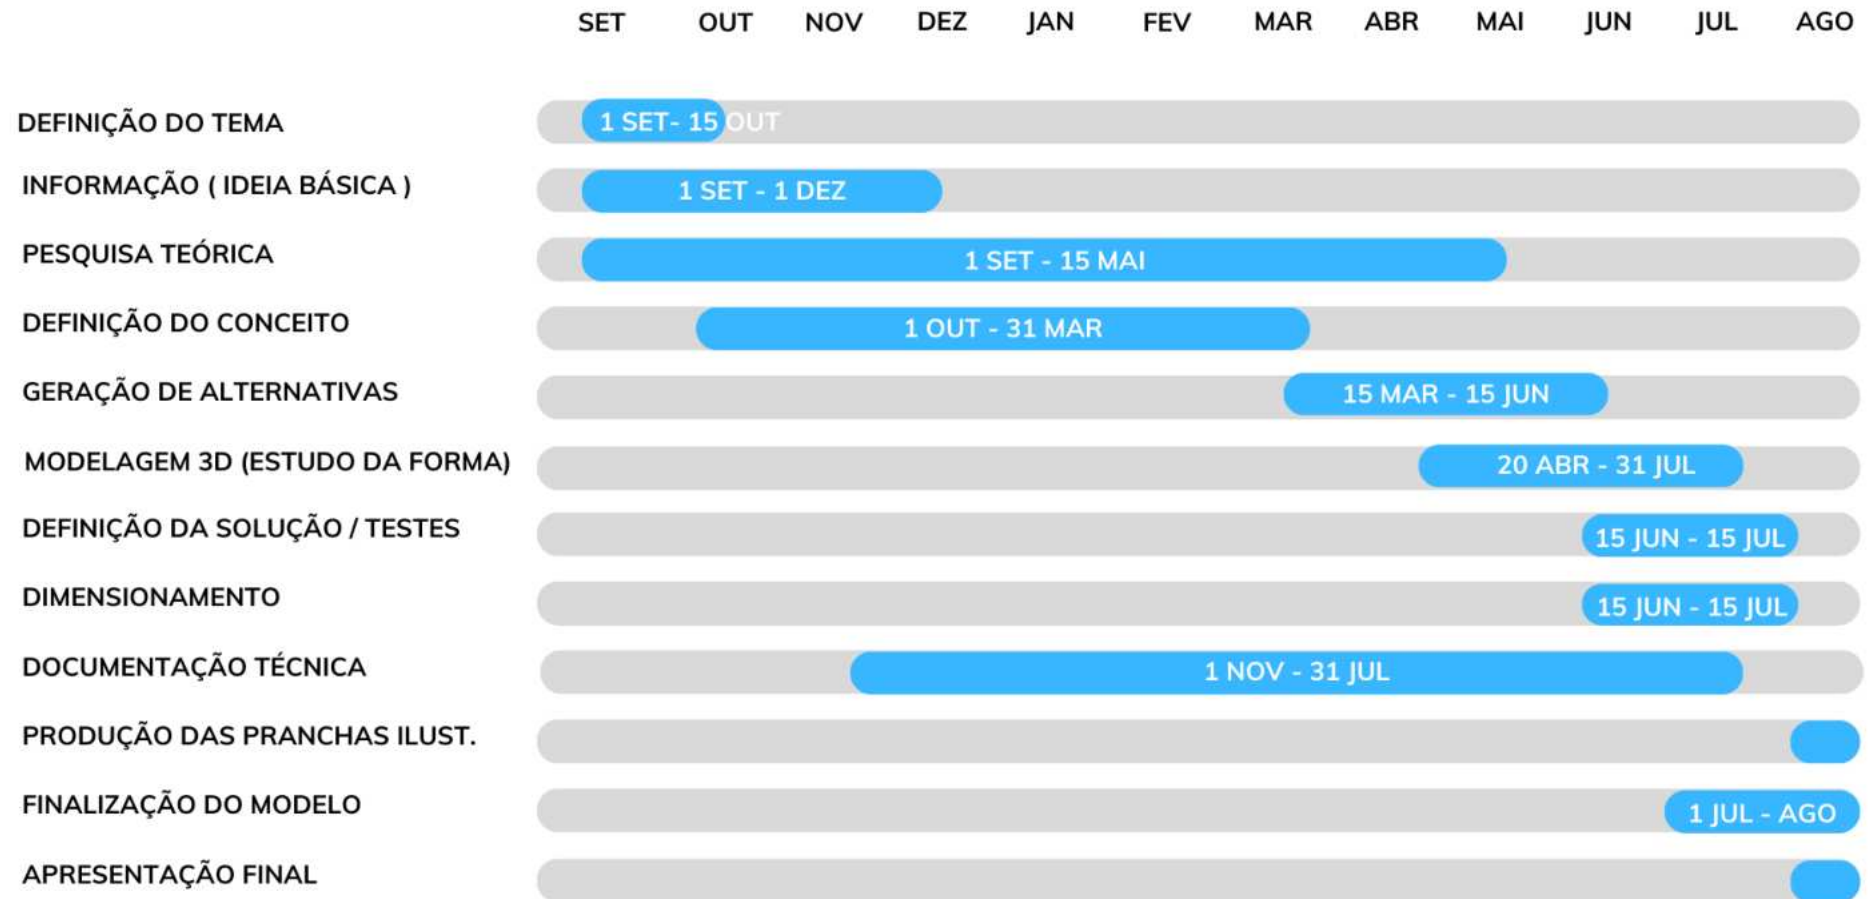 SET OUT NOV DEZ JAN FEV MAR ABR MAI JUN JUL AGO
DEFINIÇÃO DO TEMA 1 SET- 15 OUT
INFORMAÇÃO ( IDEIA BÁSICA ) 1 SET - 1 DEZ
PESQUISA TEÓRICA 1 SET - 15 MAI
DEFINIÇÃO DO CONCEITO 1 OUT - 31 MAR
GERAÇÃO DE ALTERNATIVAS 15 MAR - 15 JUN
MODELAGEM 3D (ESTUDO DA FORMA) 20 ABR - 31 JUL
DEFINIÇÃO DA SOLUÇÃO / TESTES 15 JUN - 15 JUL
DIMENSIONAMENTO 15 JUN - 15 JUL
DOCUMENTAÇÃO TÉCNICA 1 NOV - 31 JUL
PRODUÇÃO DAS PRANCHAS ILUST.
FINALIZAÇÃO DO MODELO 1 JUL - AGO
APRESENTAÇÃO FINAL